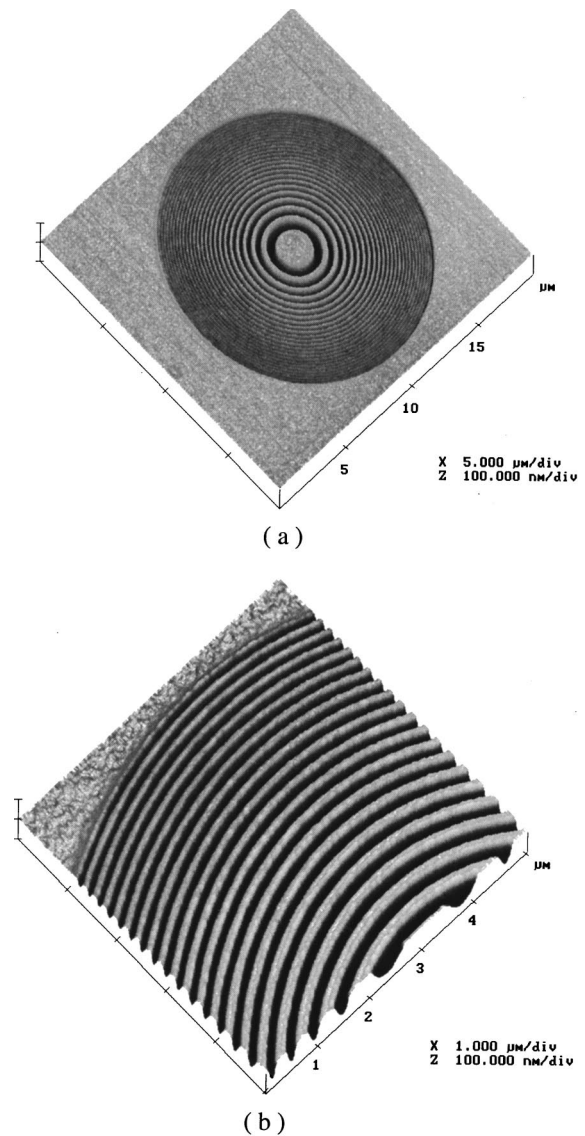 µM
15
10
5
X 5.000 µM/div
Z 100.000 nM/div
( a )
µM
4
3
2
1
X 1.000 µM/div
Z 100.000 nM/div
( b )